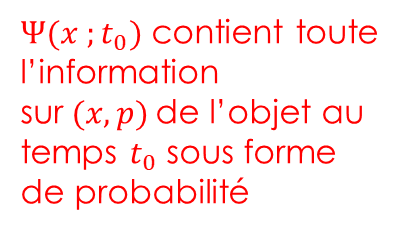 Ψ(x ; t₀) contient toute
l’information
sur (x, p) de l’objet au
temps t₀ sous forme
de probabilité